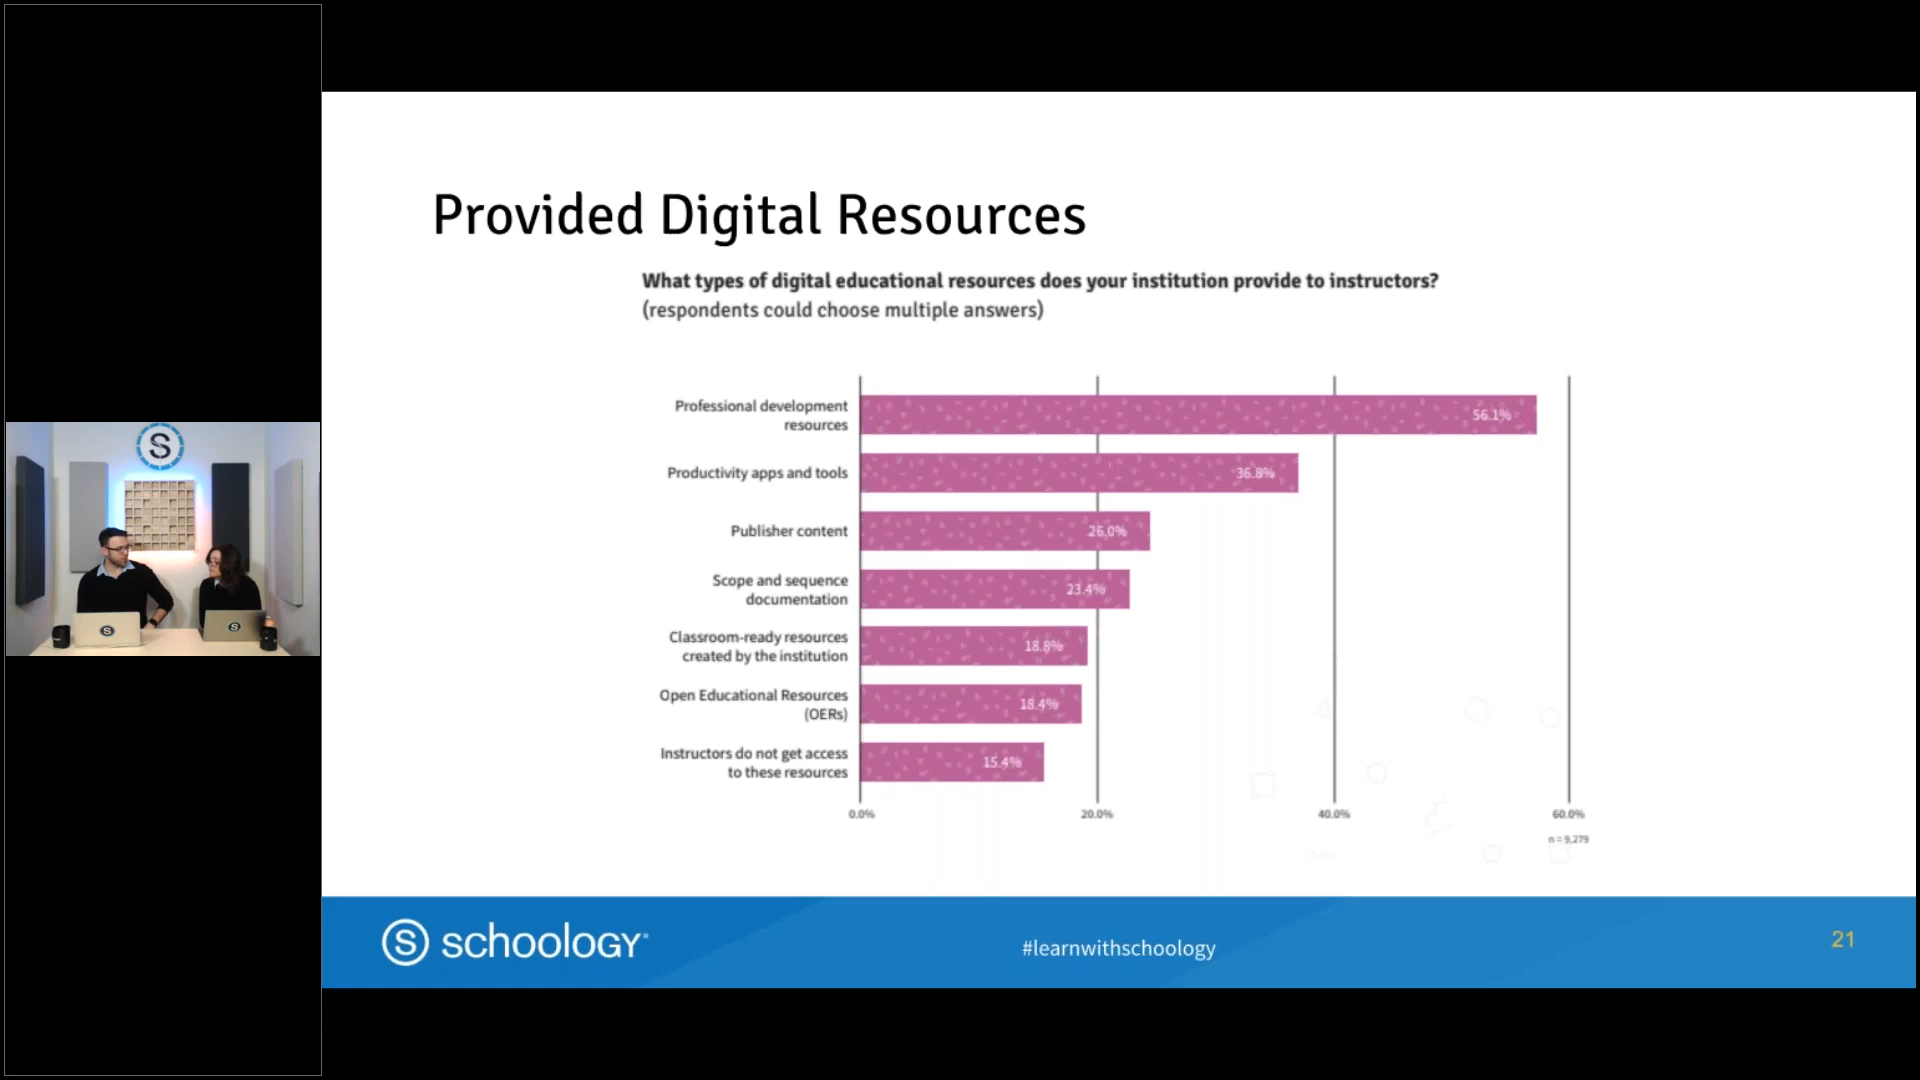 Provided Digital Resources
What types of digital educational resources does your institution provide to instructors?
(respondents could choose multiple answers)
Professional development
resources
56.1%
Productivity apps and tools
36.8%
Publisher content
26.0%
Scope and sequence
documentation
23.4%
Classroom-ready resources
created by the institution
18.8%
Open Educational Resources
(OERs)
18.4%
Instructors do not get access
to these resources
15.4%
0.0% 20.0% 40.0% 60.0%
n = 9,279
S schoology
#learnwithschoology
21
S
S
S